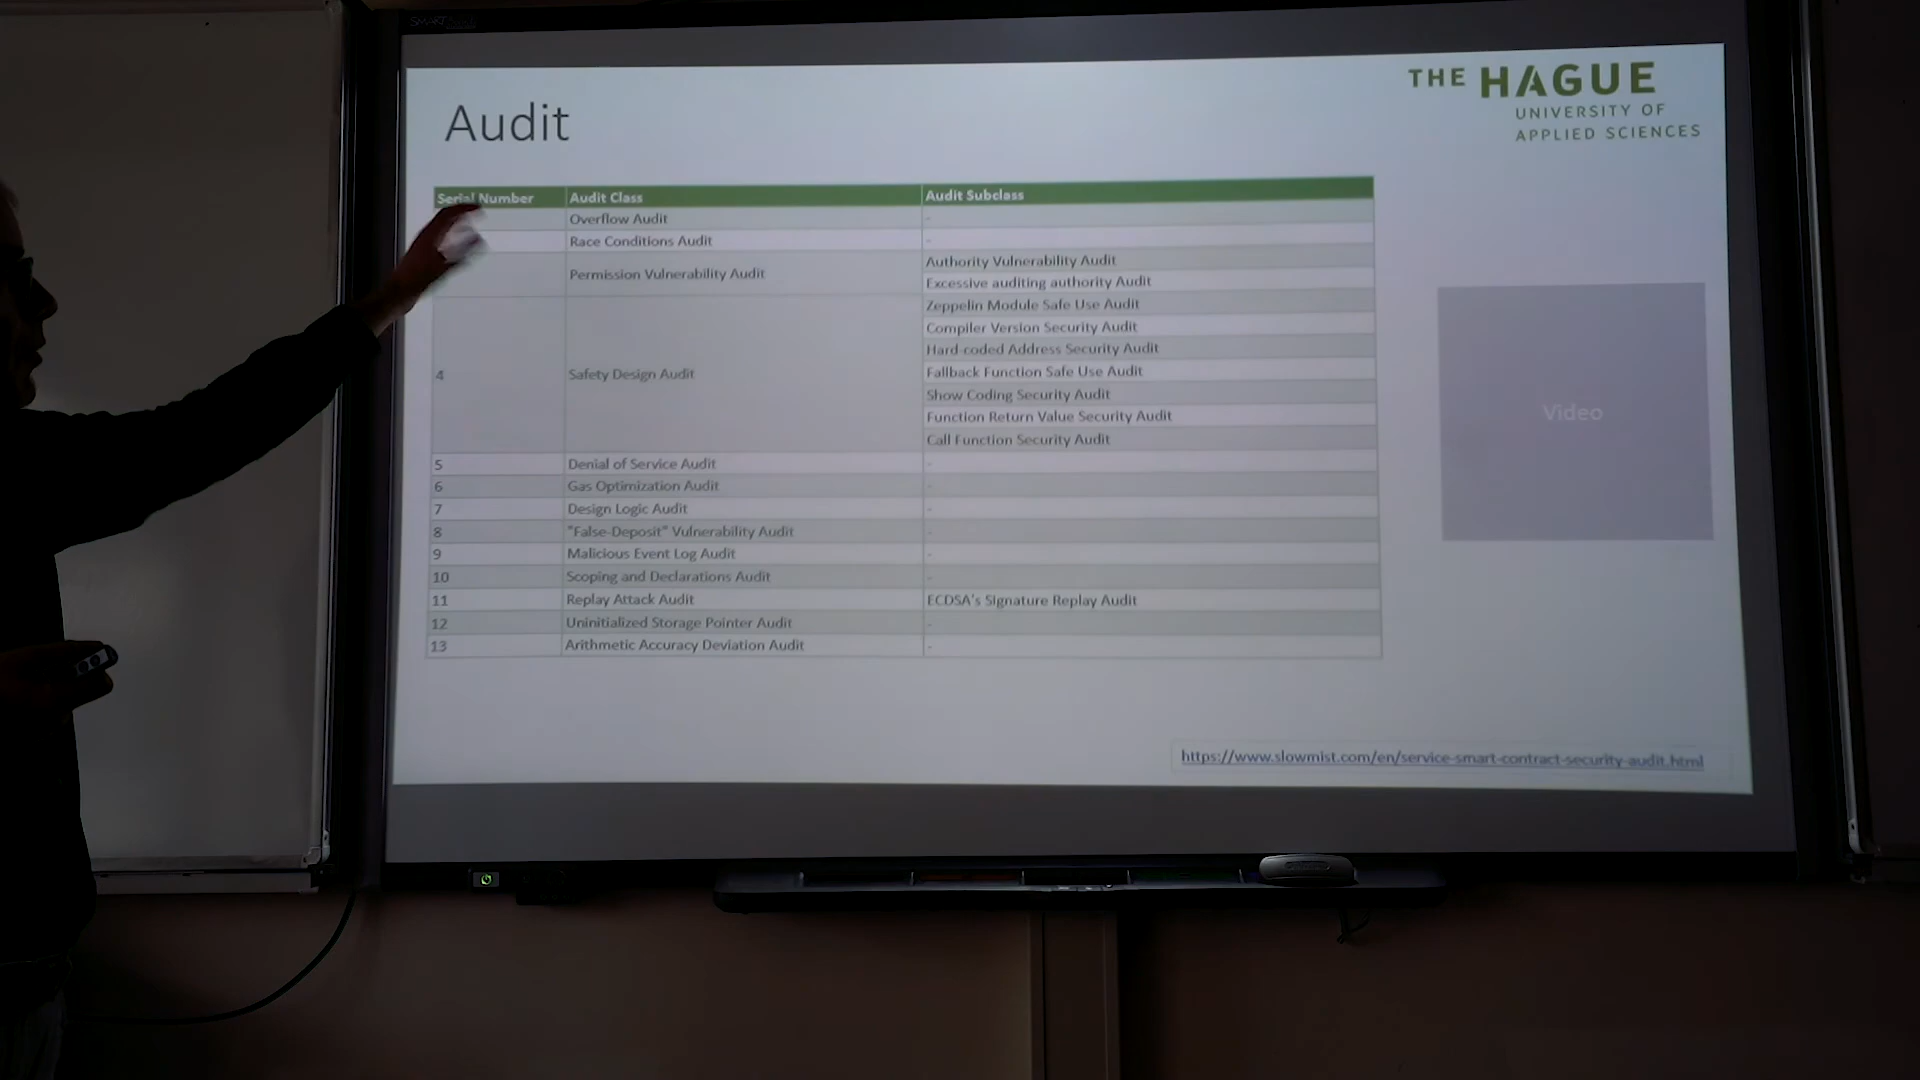 SMART
THE HAGUE
UNIVERSITY OF
APPLIED SCIENCES
Audit
Serial Number Audit Class Audit Subclass
Overflow Audit -
Race Conditions Audit -
Permission Vulnerability Audit Authority Vulnerability Audit
Excessive auditing authority Audit
4 Safety Design Audit Zeppelin Module Safe Use Audit
Compiler Version Security Audit
Hard-coded Address Security Audit
Fallback Function Safe Use Audit
Show Coding Security Audit
Function Return Value Security Audit
Call Function Security Audit
5 Denial of Service Audit -
6 Gas Optimization Audit -
7 Design Logic Audit -
8 "False-Deposit" Vulnerability Audit -
9 Malicious Event Log Audit -
10 Scoping and Declarations Audit -
11 Replay Attack Audit ECDSA's Signature Replay Audit
12 Uninitialized Storage Pointer Audit -
13 Arithmetic Accuracy Deviation Audit -
Video
https://www.slowmist.com/en/service-smart-contract-security-audit.html